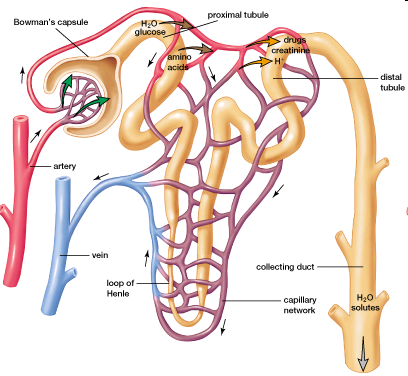 Bowman's capsule
H₂O
glucose
proximal tubule
amino
acids
drugs
creatinine
H⁺
distal
tubule
artery
vein
loop of
Henle
collecting duct
capillary
network
H₂O
solutes